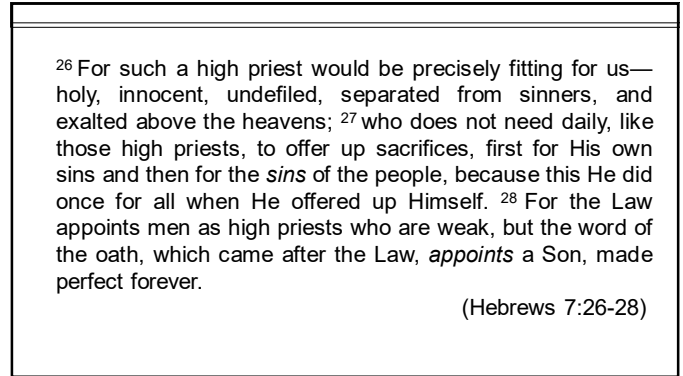 26 For such a high priest would be precisely fitting for us—
holy, innocent, undefiled, separated from sinners, and
exalted above the heavens; 27 who does not need daily, like
those high priests, to offer up sacrifices, first for His own
sins and then for the sins of the people, because this He did
once for all when He offered up Himself. 28 For the Law
appoints men as high priests who are weak, but the word of
the oath, which came after the Law, appoints a Son, made
perfect forever.
(Hebrews 7:26-28)